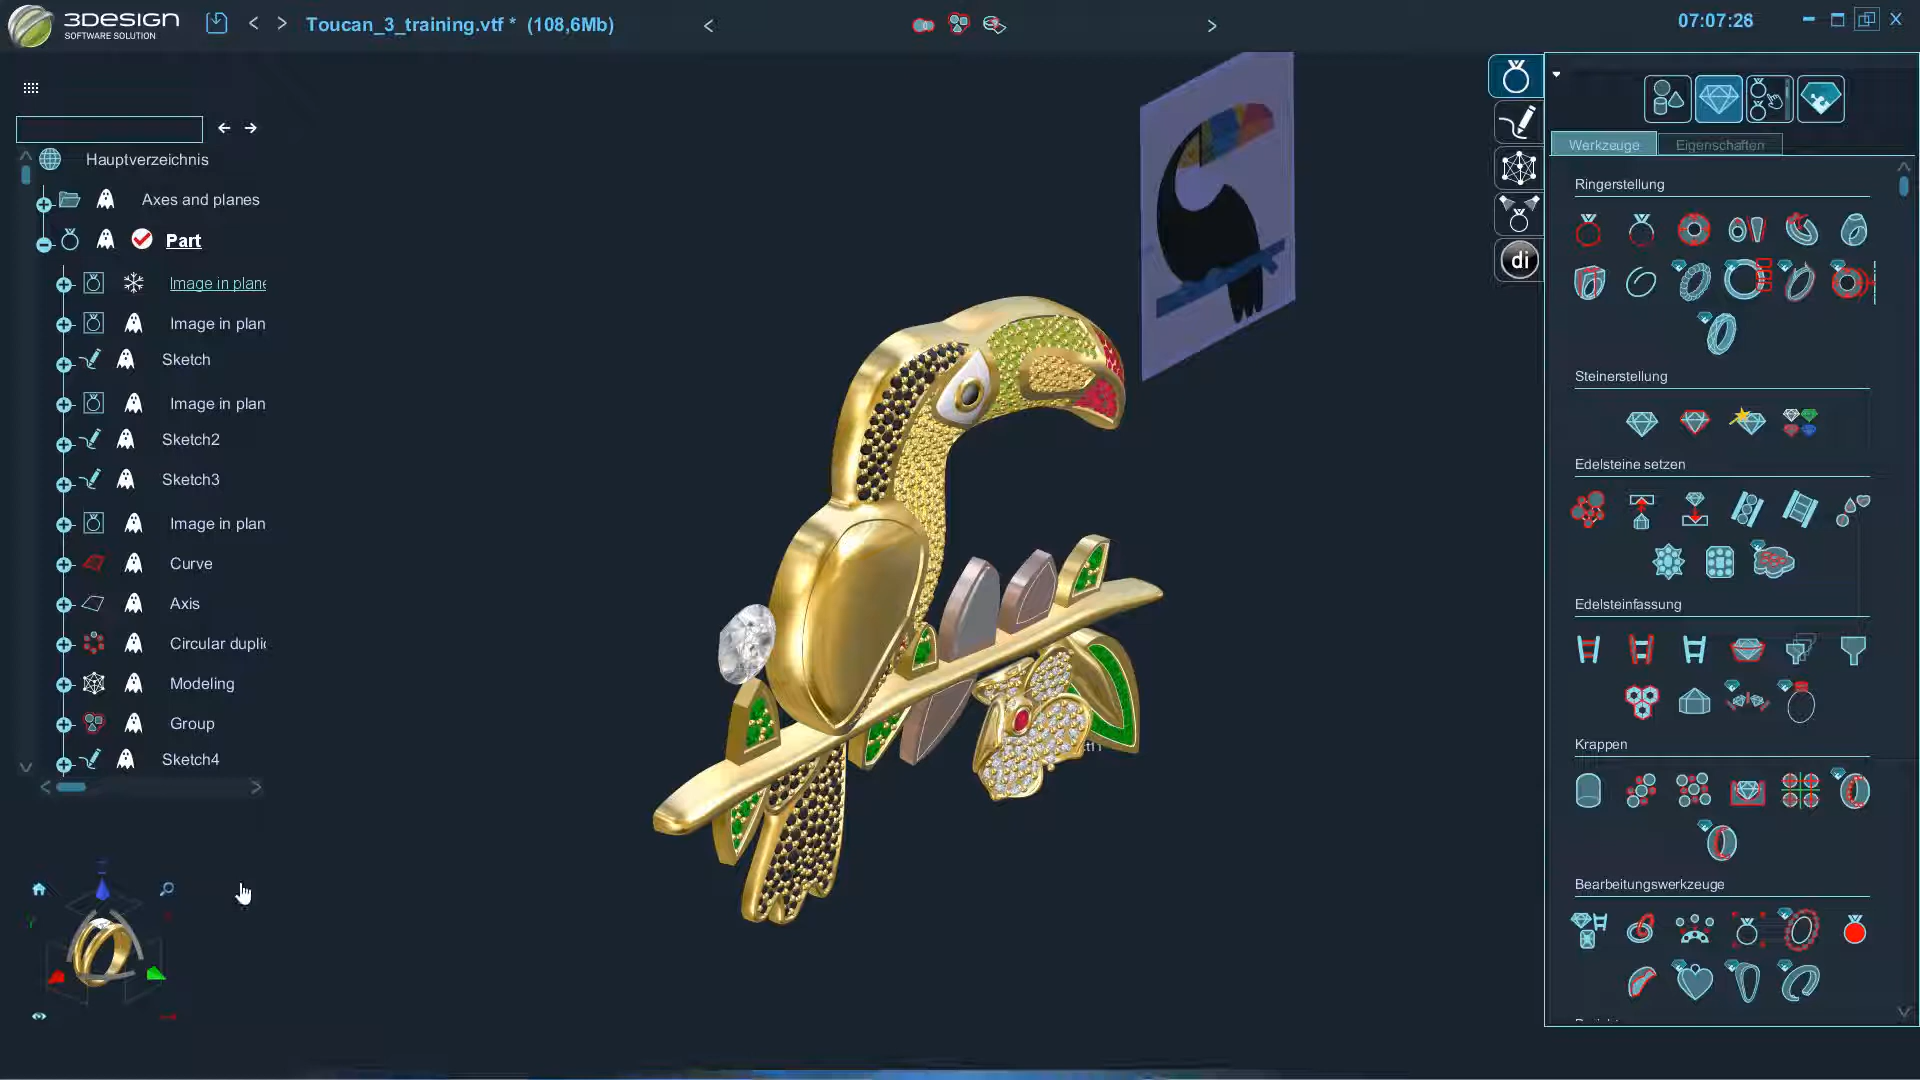 3DESIGN
SOFTWARE SOLUTION
Toucan_3_training.vtf * (108,6Mb)
07:07:26
Hauptverzeichnis
Axes and planes
Part
Image in plane
Image in plan
Sketch
Image in plan
Sketch2
Sketch3
Image in plan
Curve
Axis
Circular duplic
Modeling
Group
Sketch4
di
Werkzeuge
Eigenschaften
Ringerstellung
Steinerstellung
Edelsteine setzen
Edelsteinfassung
Krappen
Bearbeitungswerkzeuge